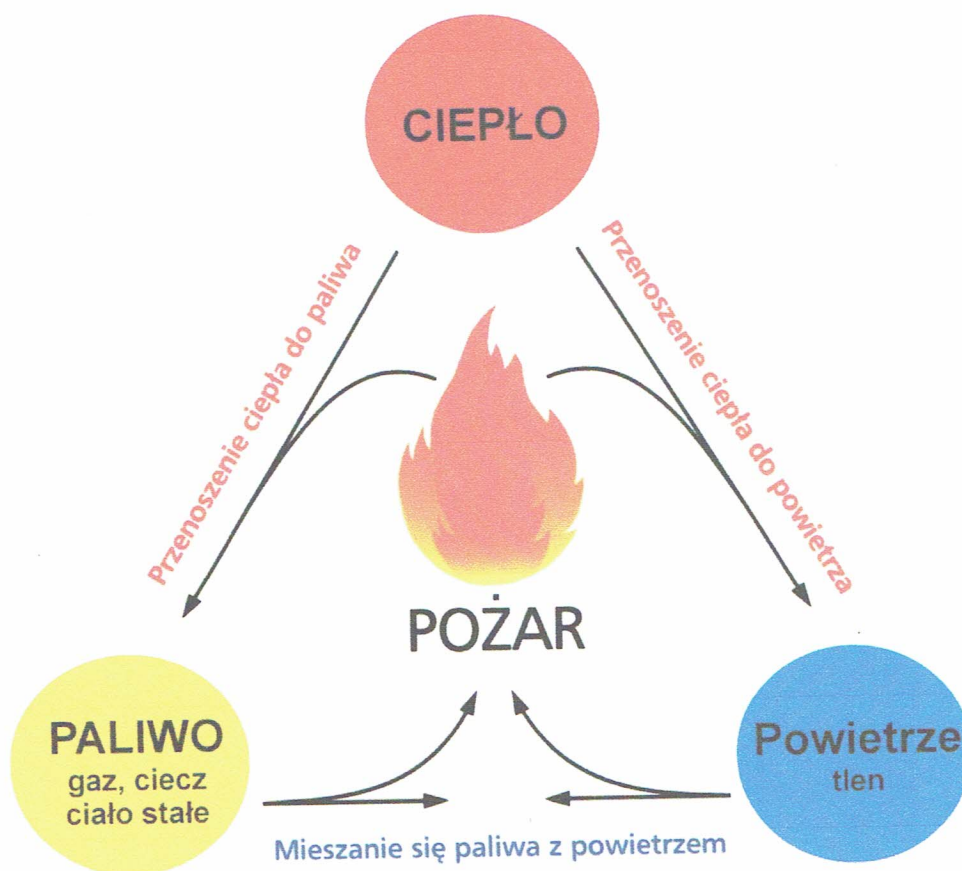 CIEPŁO
Przenoszenie ciepła do paliwa
Przenoszenie ciepła do powietrza
POŻAR
PALIWO
gaz, ciecz
ciało stałe
Powietrze
tlen
Mieszanie się paliwa z powietrzem